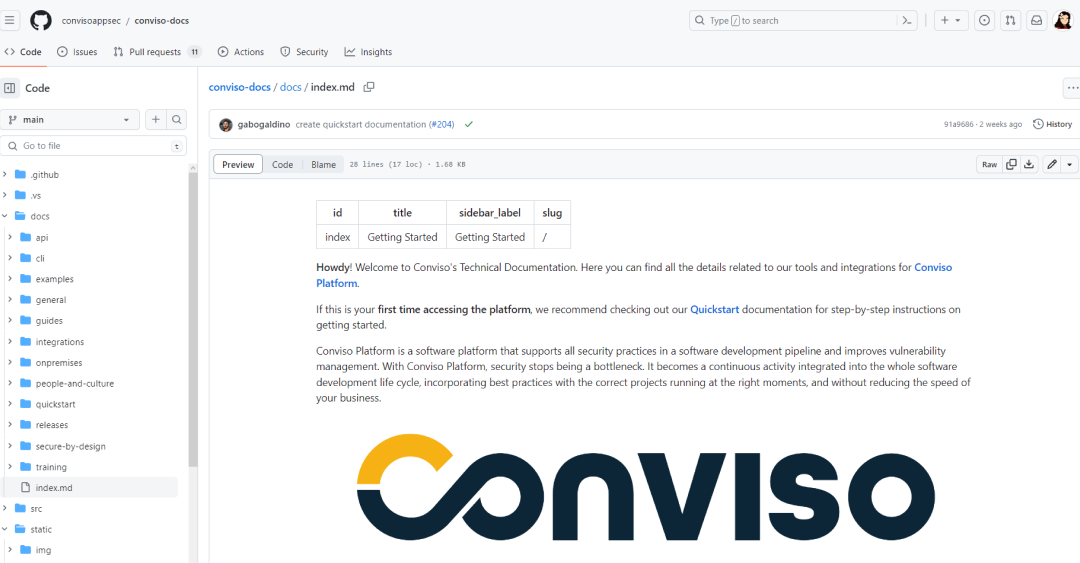 convisoappsec / conviso-docs
Type / to search
Code
Issues
Pull requests 11
Actions
Security
Insights
Code
main
Go to file
t
.github
.vs
docs
api
cli
examples
general
guides
integrations
onpremises
people-and-culture
quickstart
releases
secure-by-design
training
index.md
src
static
img
conviso-docs / docs / index.md
gabogaldino create quickstart documentation (#204)
91a9686 · 2 weeks ago
History
Preview
Code
Blame
28 lines (17 loc) · 1.68 KB
Raw
id title sidebar_label slug
index Getting Started Getting Started /
Howdy! Welcome to Conviso's Technical Documentation. Here you can find all the details related to our tools and integrations for Conviso
Platform.
If this is your first time accessing the platform, we recommend checking out our Quickstart documentation for step-by-step instructions on
getting started.
Conviso Platform is a software platform that supports all security practices in a software development pipeline and improves vulnerability
management. With Conviso Platform, security stops being a bottleneck. It becomes a continuous activity integrated into the whole software
development life cycle, incorporating best practices with the correct projects running at the right moments, and without reducing the speed of
your business.
CONVISO